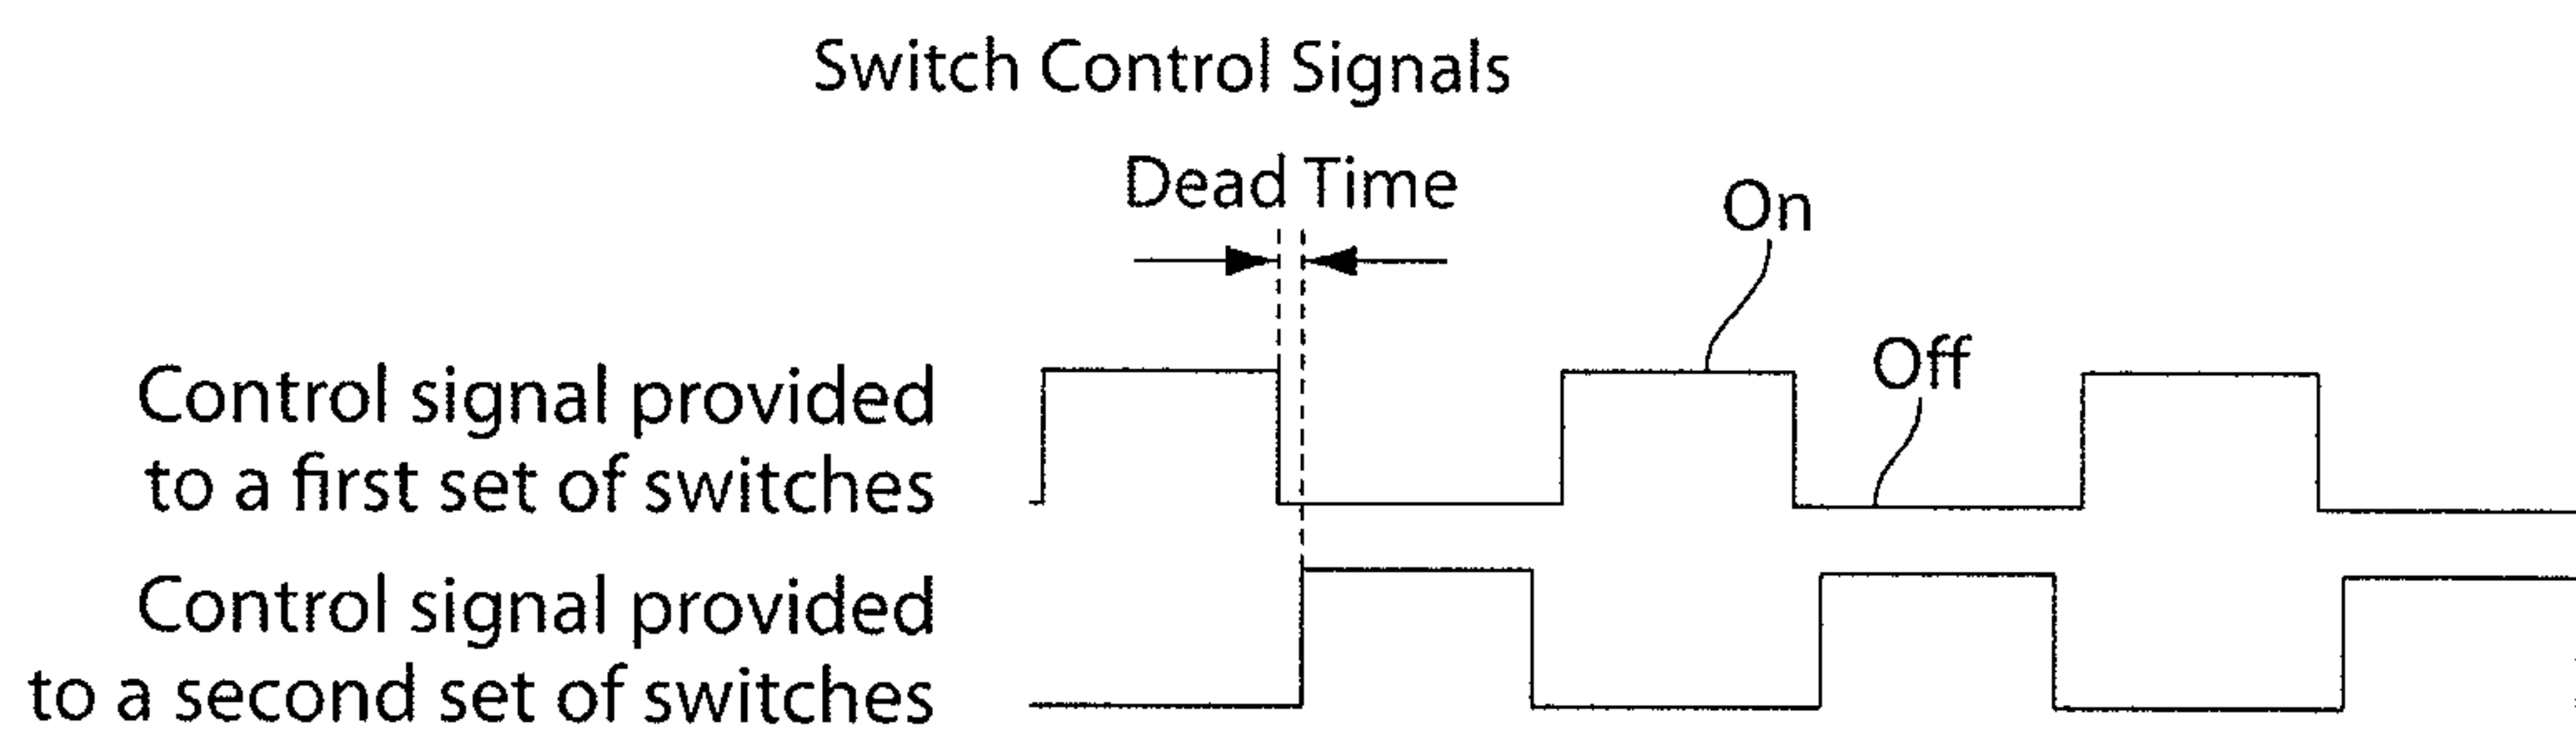 Switch Control Signals
Dead Time
On
Off
Control signal provided
to a first set of switches
Control signal provided
to a second set of switches